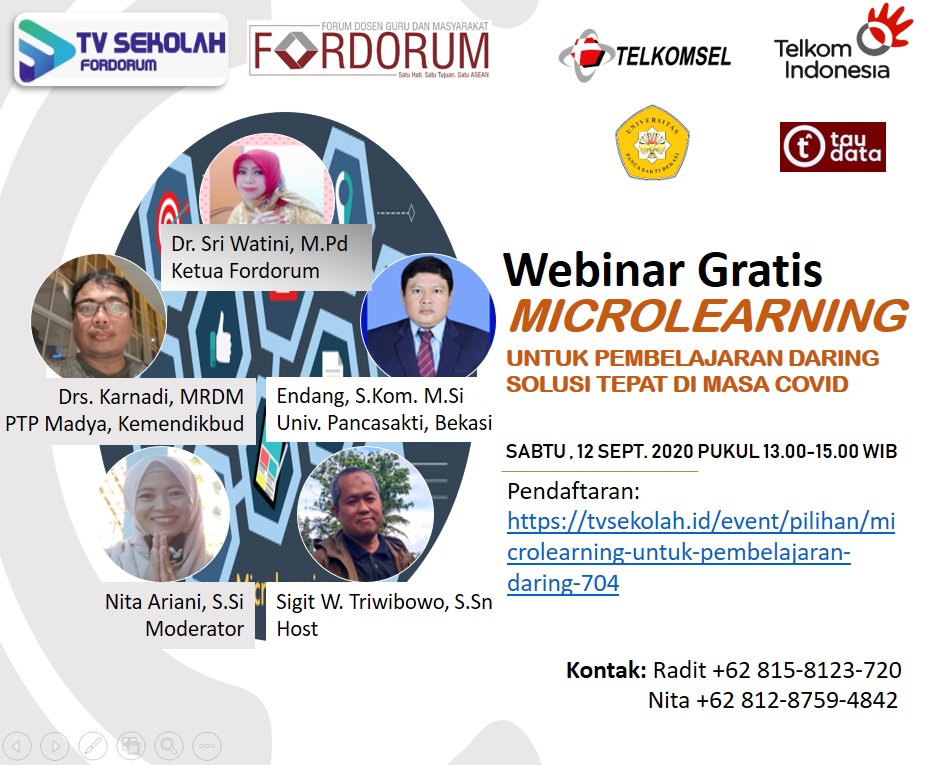 TV SEKOLAH
FORDORUM
FORUM DOSEN GURU DAN MASYARAKAT
FORDORUM
Satu Hati. Satu Tujuan. Satu ASEAN
TELKOMSEL
Telkom
Indonesia
UNIVERSITAS
PANCA SAKTI BEKASI
tau
data
Dr. Sri Watini, M.Pd
Ketua Fordorum
Drs. Karnadi, MRDM
PTP Madya, Kemendikbud
Endang, S.Kom. M.Si
Univ. Pancasakti, Bekasi
Nita Ariani, S.Si
Moderator
Sigit W. Triwibowo, S.Sn
Host
Webinar Gratis
MICROLEARNING
UNTUK PEMBELAJARAN DARING
SOLUSI TEPAT DI MASA COVID
SABTU , 12 SEPT. 2020 PUKUL 13.00-15.00 WIB
Pendaftaran:
https://tvsekolah.id/event/pilihan/mi
crolearning-untuk-pembelajaran-
daring-704
Kontak: Radit +62 815-8123-720
Nita +62 812-8759-4842